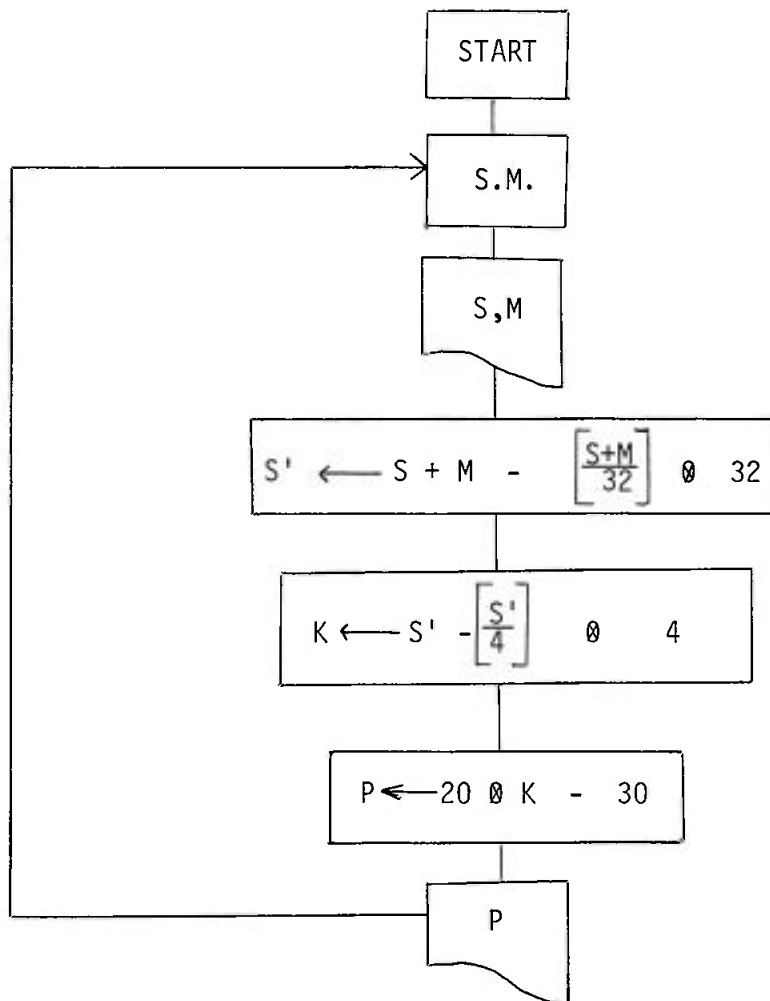 START
S.M.
S,M
S' ← S + M - [S+M/32] ⊗ 32
K ← S' - [S'/4] ⊗ 4
P ← 20 ⊗ K - 30
P